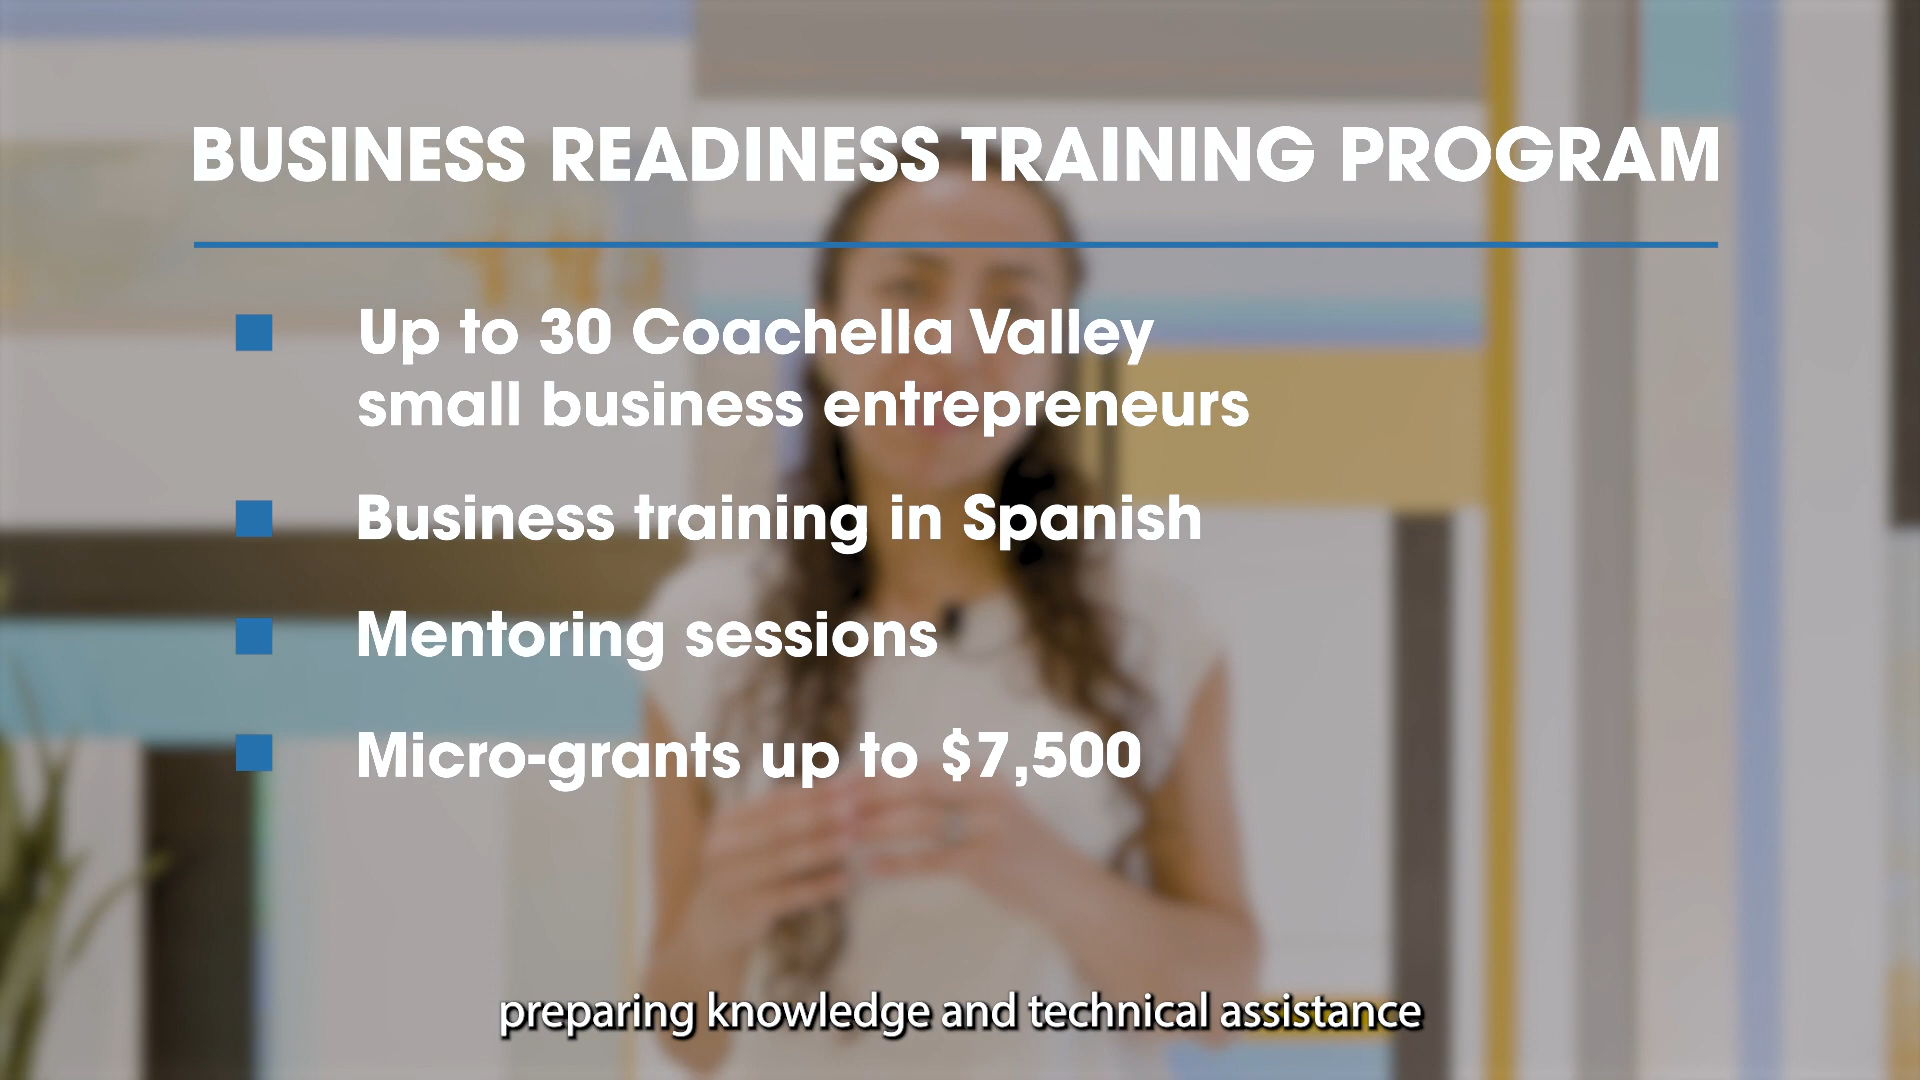 BUSINESS READINESS TRAINING PROGRAM
Up to 30 Coachella Valley
small business entrepreneurs
Business training in Spanish
Mentoring sessions
Micro-grants up to $7,500
preparing knowledge and technical assistance